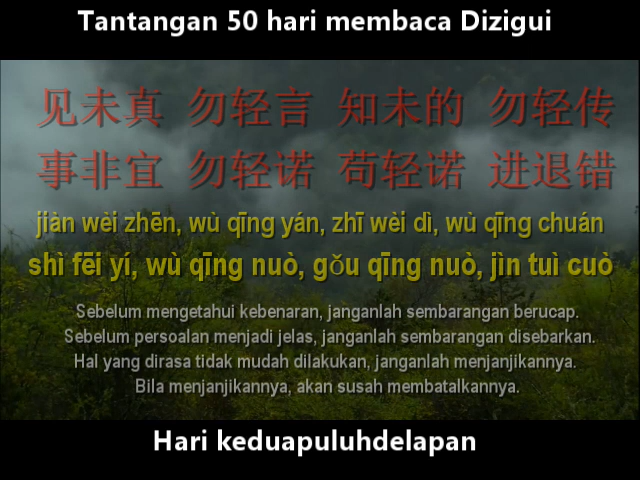 Tantangan 50 hari membaca Dizigui
见未真 勿轻言 知未的 勿轻传
事非宜 勿轻诺 苟轻诺 进退错
jiàn wèi zhēn, wù qīng yán, zhī wèi dì, wù qīng chuán
shì fēi yí, wù qīng nuò, gǒu qīng nuò, jìn tuì cuò
Sebelum mengetahui kebenaran, janganlah sembarangan berucap.
Sebelum persoalan menjadi jelas, janganlah sembarangan disebarkan.
Hal yang dirasa tidak mudah dilakukan, janganlah menjanjikannya.
Bila menjanjikannya, akan susah membatalkannya.
Hari keduapuluhdelapan